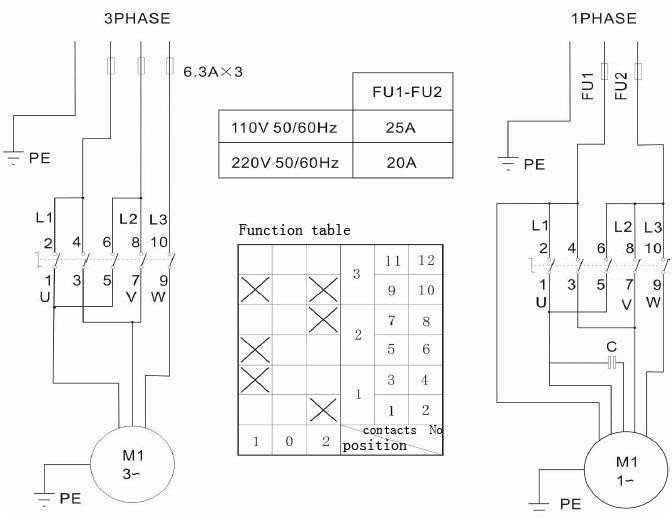 3PHASE
6.3A×3
PE
L1 L2 L3
2 4 6 8 10
1 3 5 7 9
U V W
M1
3~
PE
FU1-FU2
110V 50/60Hz 25A
220V 50/60Hz 20A
Function table
3 11 12
9 10
2 7 8
5 6
1 3 4
1 2
contacts No
position
1 0 2
1PHASE
FU1 FU2
PE
L1 L2 L3
2 4 6 8 10
1 3 5 7 9
U V W
C
M1
1~
PE